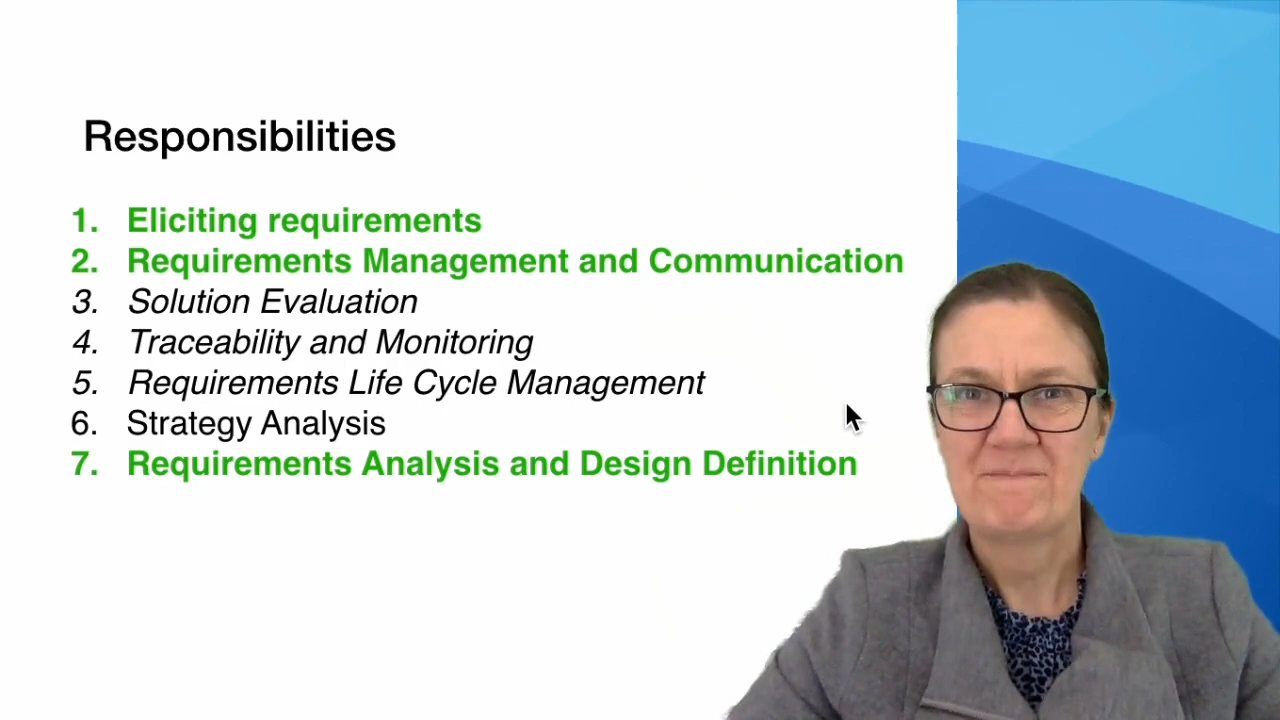 Responsibilities
1. Eliciting requirements
2. Requirements Management and Communication
3. Solution Evaluation
4. Traceability and Monitoring
5. Requirements Life Cycle Management
6. Strategy Analysis
7. Requirements Analysis and Design Definition